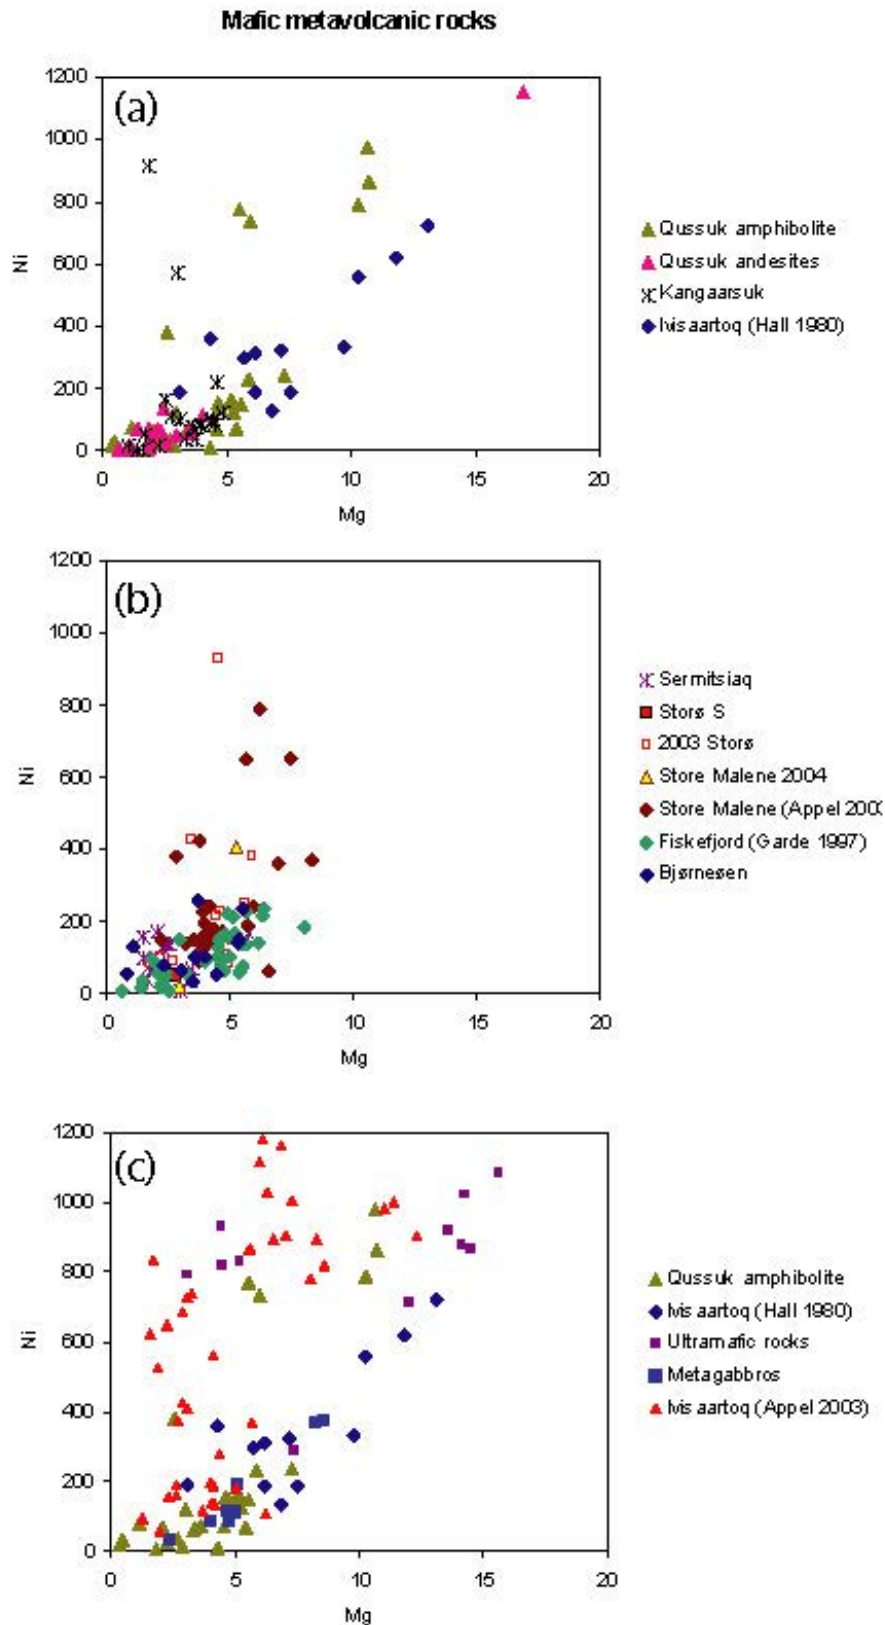 Mafic metavolcanic rocks
1200
(a)
1000
800
600
400
200
0
Ni
0 5 10 15 20
Mg
Qussuk amphibolite
Qussuk andesites
Kangaarsuk
Ivisaartoq (Hall 1980)
1200
(b)
1000
800
600
400
200
0
Ni
0 5 10 15 20
Mg
Sermitsiaq
Storø S
2003 Storø
Store Malene 2004
Store Malene (Appel 200
Fiskefjord (Garde 1997)
Bjørneøen
1200
(c)
1000
800
600
400
200
0
Ni
0 5 10 15 20
Mg
Qussuk amphibolite
Ivisaartoq (Hall 1980)
Ultramafic rocks
Metagabbros
Ivisaartoq (Appel 2003)